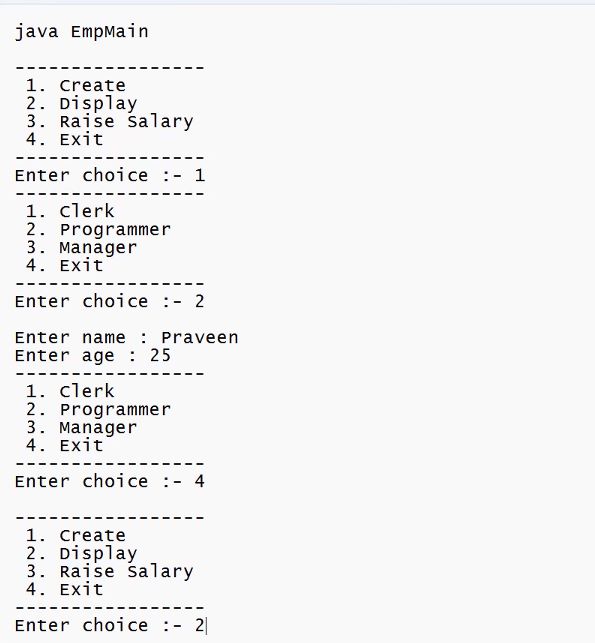 java EmpMain
-----------------
1. Create
2. Display
3. Raise Salary
4. Exit
-----------------
Enter choice :- 1
-----------------
1. Clerk
2. Programmer
3. Manager
4. Exit
-----------------
Enter choice :- 2
Enter name : Praveen
Enter age : 25
-----------------
1. Clerk
2. Programmer
3. Manager
4. Exit
-----------------
Enter choice :- 4
-----------------
1. Create
2. Display
3. Raise Salary
4. Exit
-----------------
Enter choice :- 2